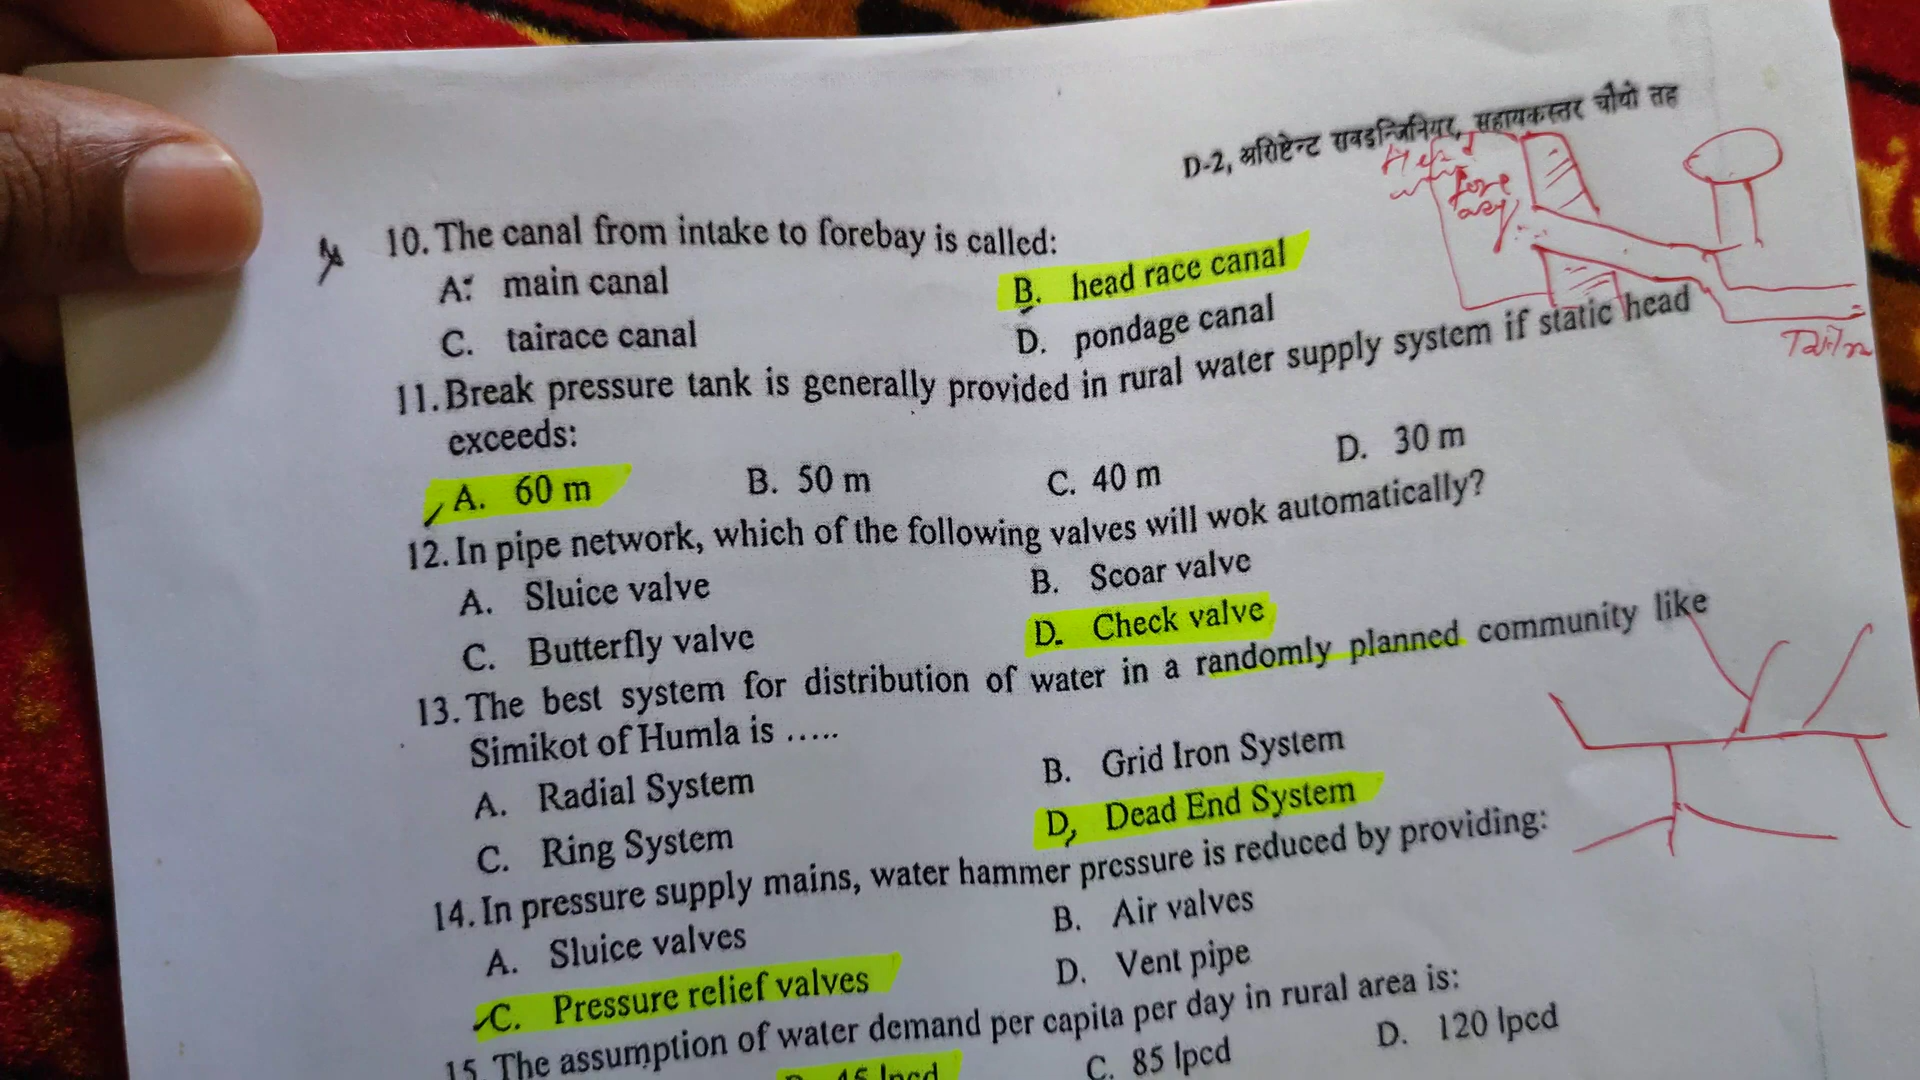 D-2, असिष्टेन्ट सवइन्जिनियर, सहायकस्तर चौथो तह
fore
10. The canal from intake to forebay is called:
A. main canal B. head race canal
C. tairace canal D. pondage canal
11. Break pressure tank is generally provided in rural water supply system if static head
exceeds:
A. 60 m B. 50 m C. 40 m D. 30 m
12. In pipe network, which of the following valves will wok automatically?
A. Sluice valve B. Scoar valve
C. Butterfly valve D. Check valve
13. The best system for distribution of water in a randomly planned community like
Simikot of Humla is .....
A. Radial System B. Grid Iron System
C. Ring System D, Dead End System
14. In pressure supply mains, water hammer pressure is reduced by providing:
A. Sluice valves B. Air valves
C. Pressure relief valves D. Vent pipe
15. The assumption of water demand per capita per day in rural area is:
45 lpcd C. 85 lpcd D. 120 lpcd